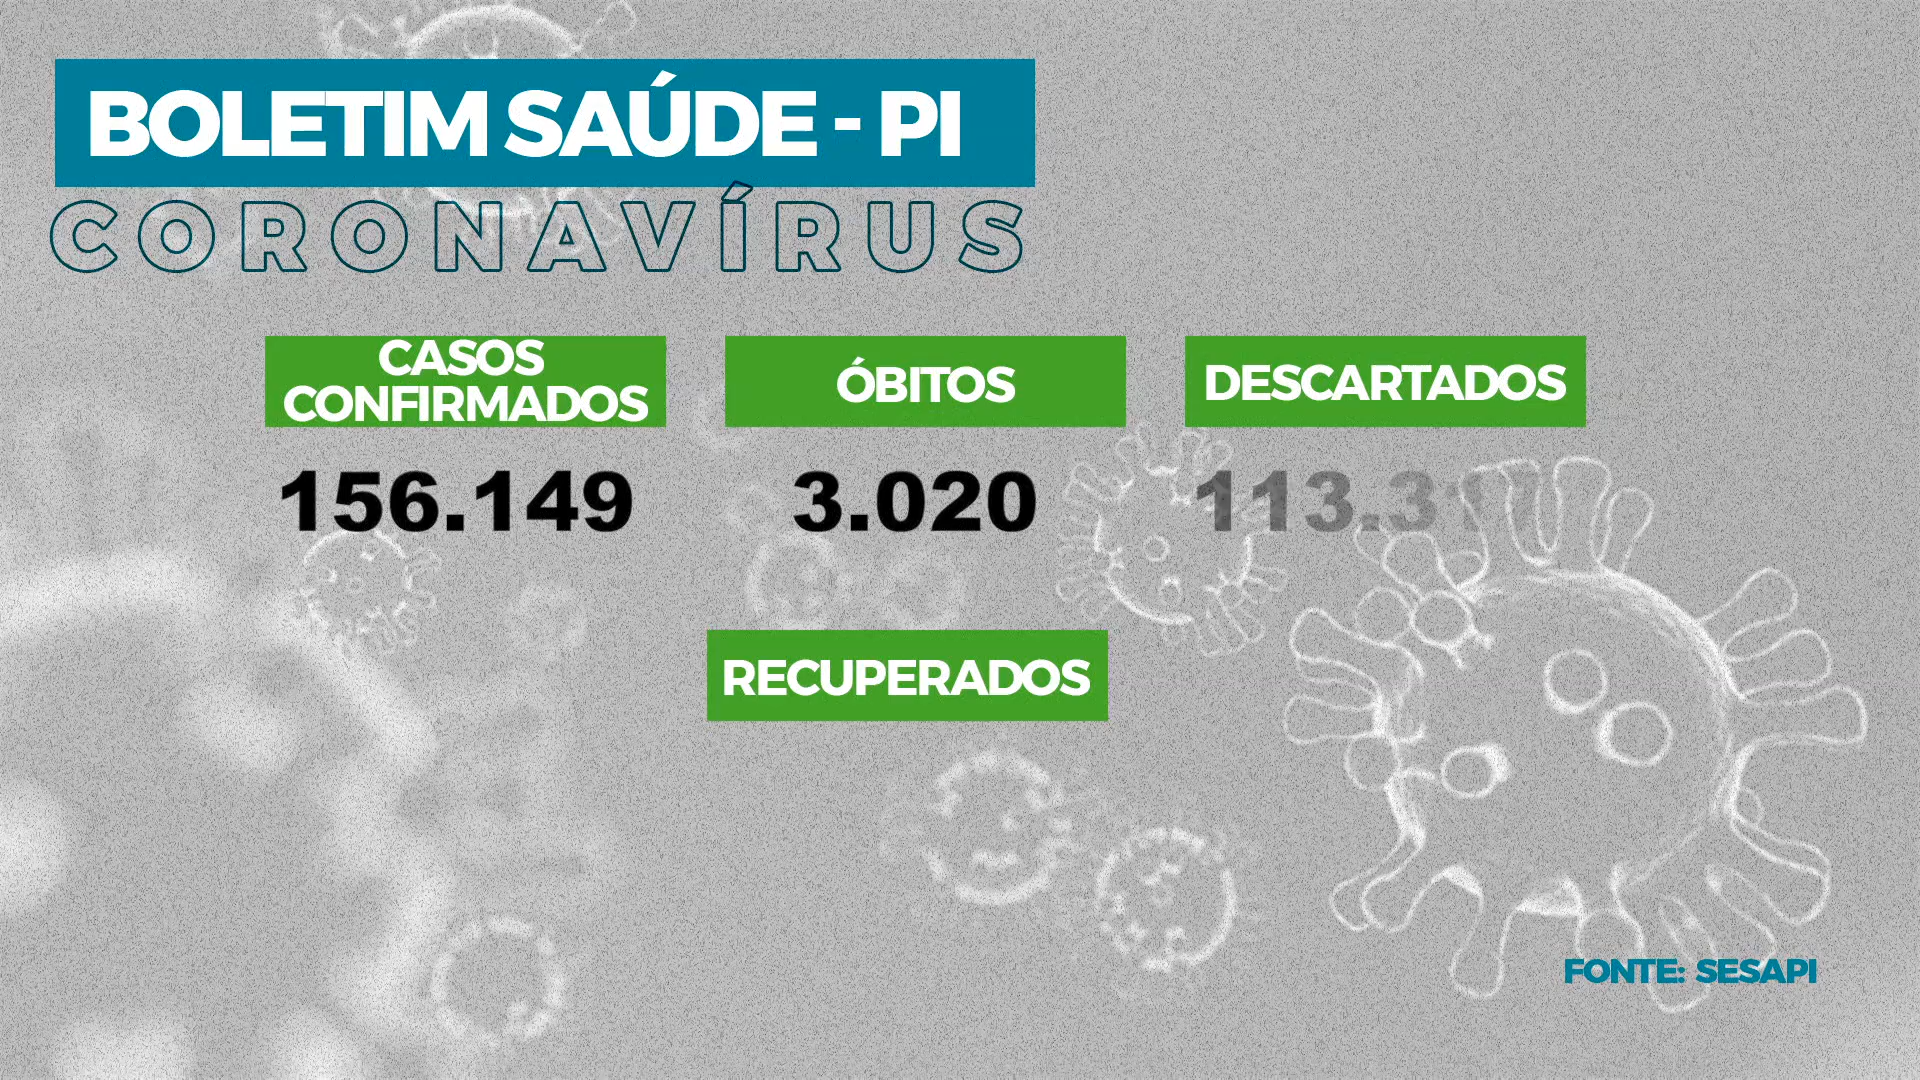 BOLETIM SAÚDE - PI
CORONAVÍRUS
CASOS
CONFIRMADOS
ÓBITOS
DESCARTADOS
156.149
3.020
RECUPERADOS
FONTE: SESAPI